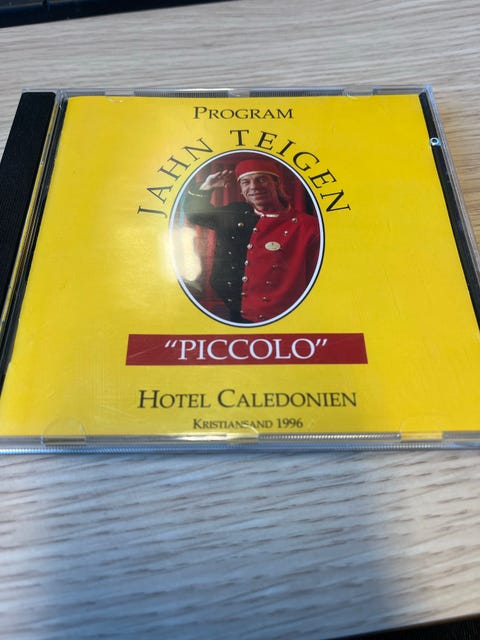 PROGRAM
JAHN TEIGEN
"PICCOLO"
HOTEL CALEDONIEN
KRISTIANSAND 1996